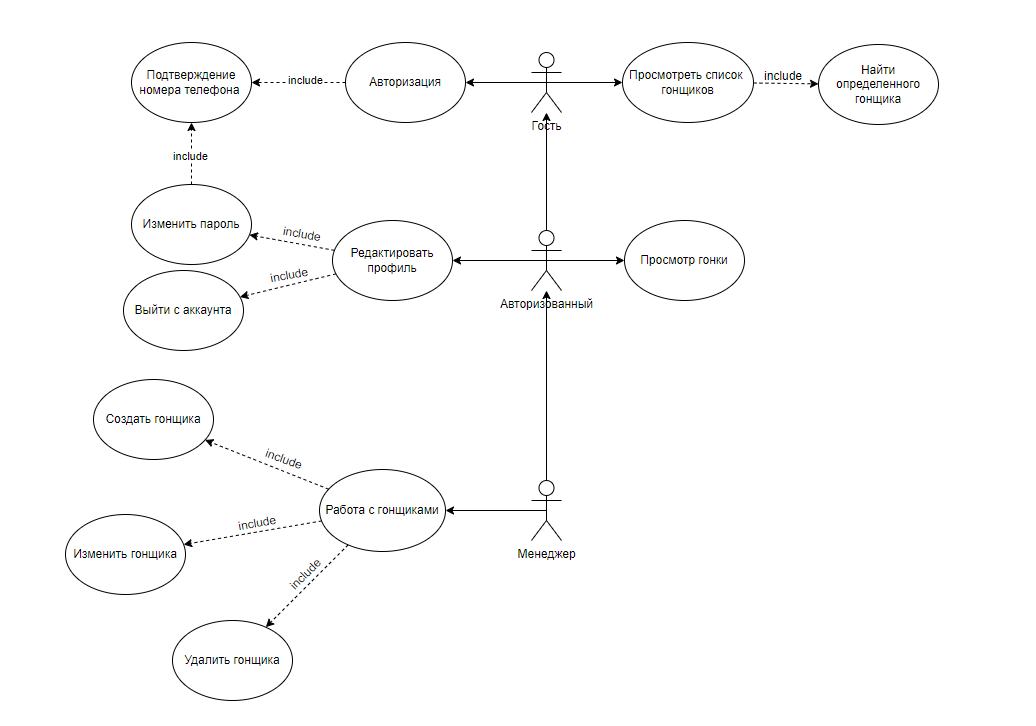 Подтверждение
номера телефона
include
Авторизация
Гость
Просмотреть список
гонщиков
include
Найти
определенного
гонщика
include
Изменить пароль
include
Редактировать
профиль
include
Выйти с аккаунта
Авторизованный
Просмотр гонки
Создать гонщика
include
Работа с гонщиками
include
Изменить гонщика
include
Удалить гонщика
Менеджер